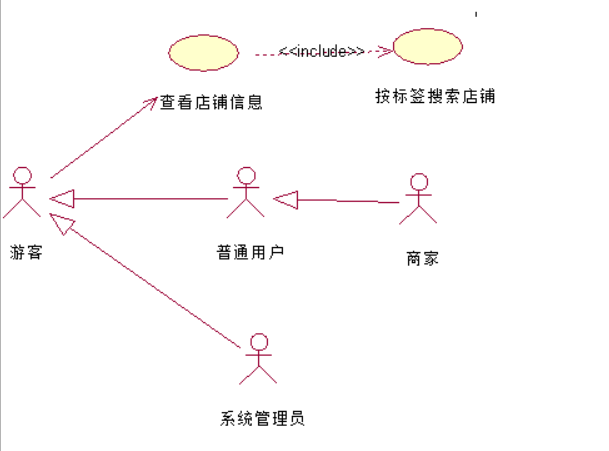 <<include>>
查看店铺信息
按标签搜索店铺
游客
普通用户
商家
系统管理员